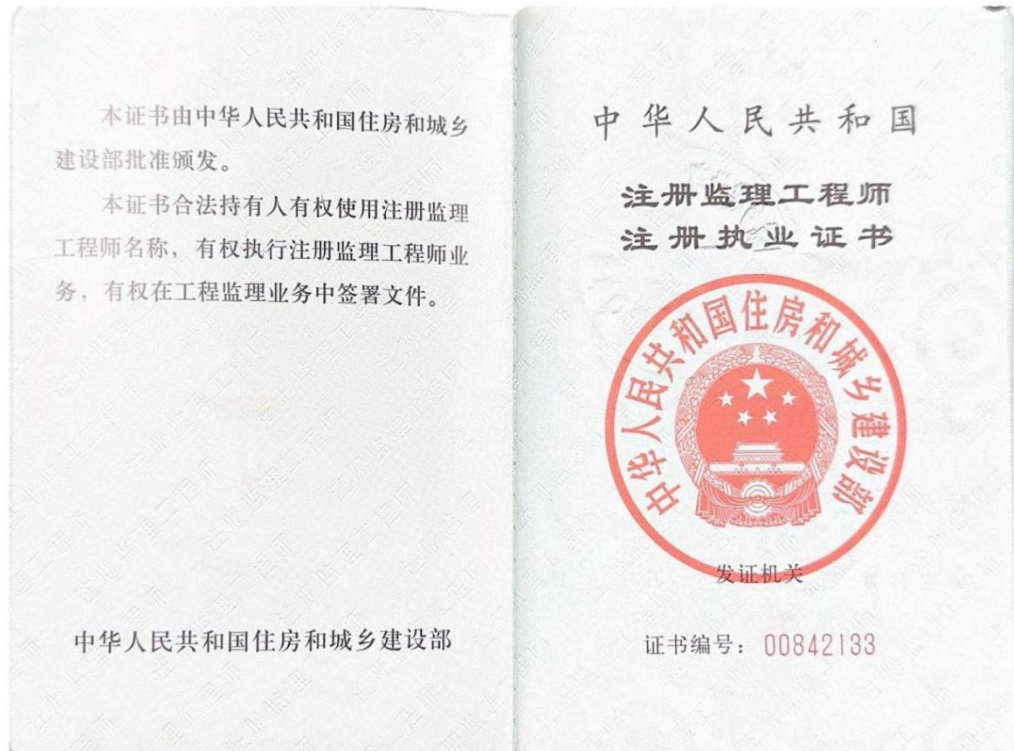 本证书由中华人民共和国住房和城乡
建设部批准颁发。
本证书合法持有人有权使用注册监理
工程师名称，有权执行注册监理工程师业
务，有权在工程监理业务中签署文件。
中华人民共和国住房和城乡建设部
中华人民共和国
注册监理工程师
注册执业证书
中华人民共和国住房和城乡建设部
发证机关
证书编号：00842133